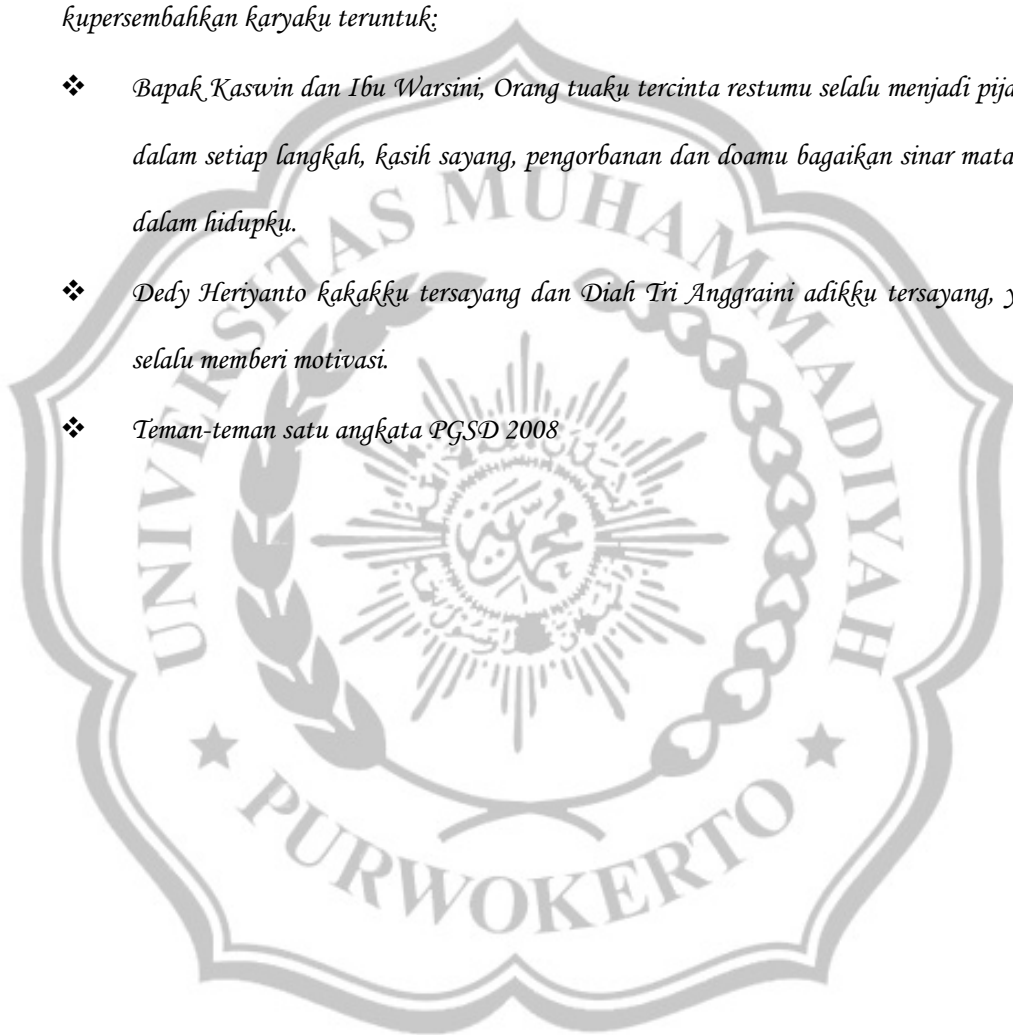 kupersembahkan karyaku teruntuk:
❖ Bapak Kaswin dan Ibu Warsini, Orang tuaku tercinta restumu selalu menjadi pija
dalam setiap langkah, kasih sayang, pengorbanan dan doamu bagaikan sinar mata
dalam hidupku.
❖ Dedy Heriyanto kakakku tersayang dan Diah Tri Anggraini adikku tersayang, y
selalu memberi motivasi.
❖ Teman-teman satu angkata PGSD 2008
UNIVERSITAS MUHAMMADIYAH
PURWOKERTO